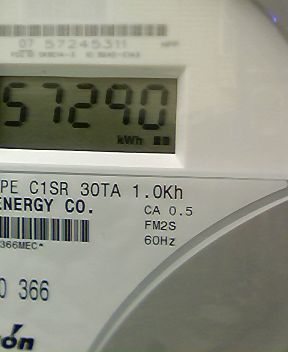 07 57245311
57290
kWh
PE C1SR 30TA 1.0Kh
ENERGY CO.
CA 0.5
FM2S
60Hz
366MEC*
0 366
ón